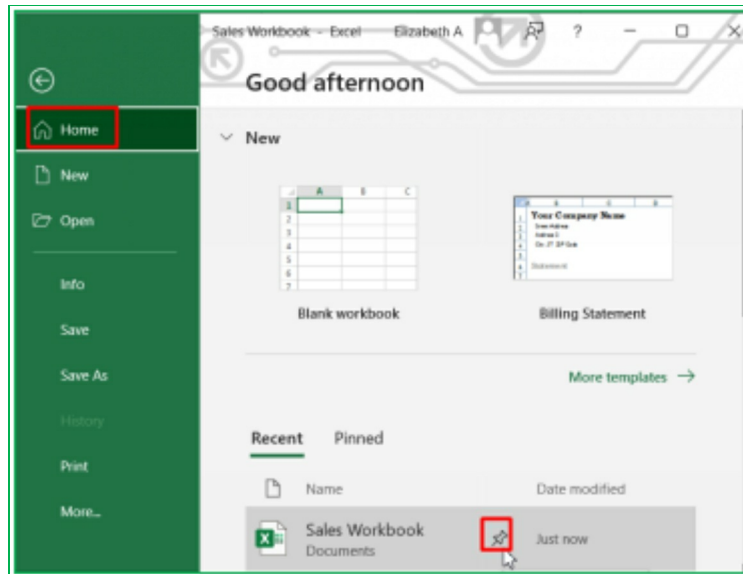 Sales Workbook - Excel Elizabeth A ?
Good afternoon
Home
New
Open
Info
Save
Save As
History
Print
More...
New
A B C
1
2
3
4
5
6
7
Your Company Name
Statement
Blank workbook
Billing Statement
More templates
Recent Pinned
Name Date modified
Sales Workbook
Documents
Just now